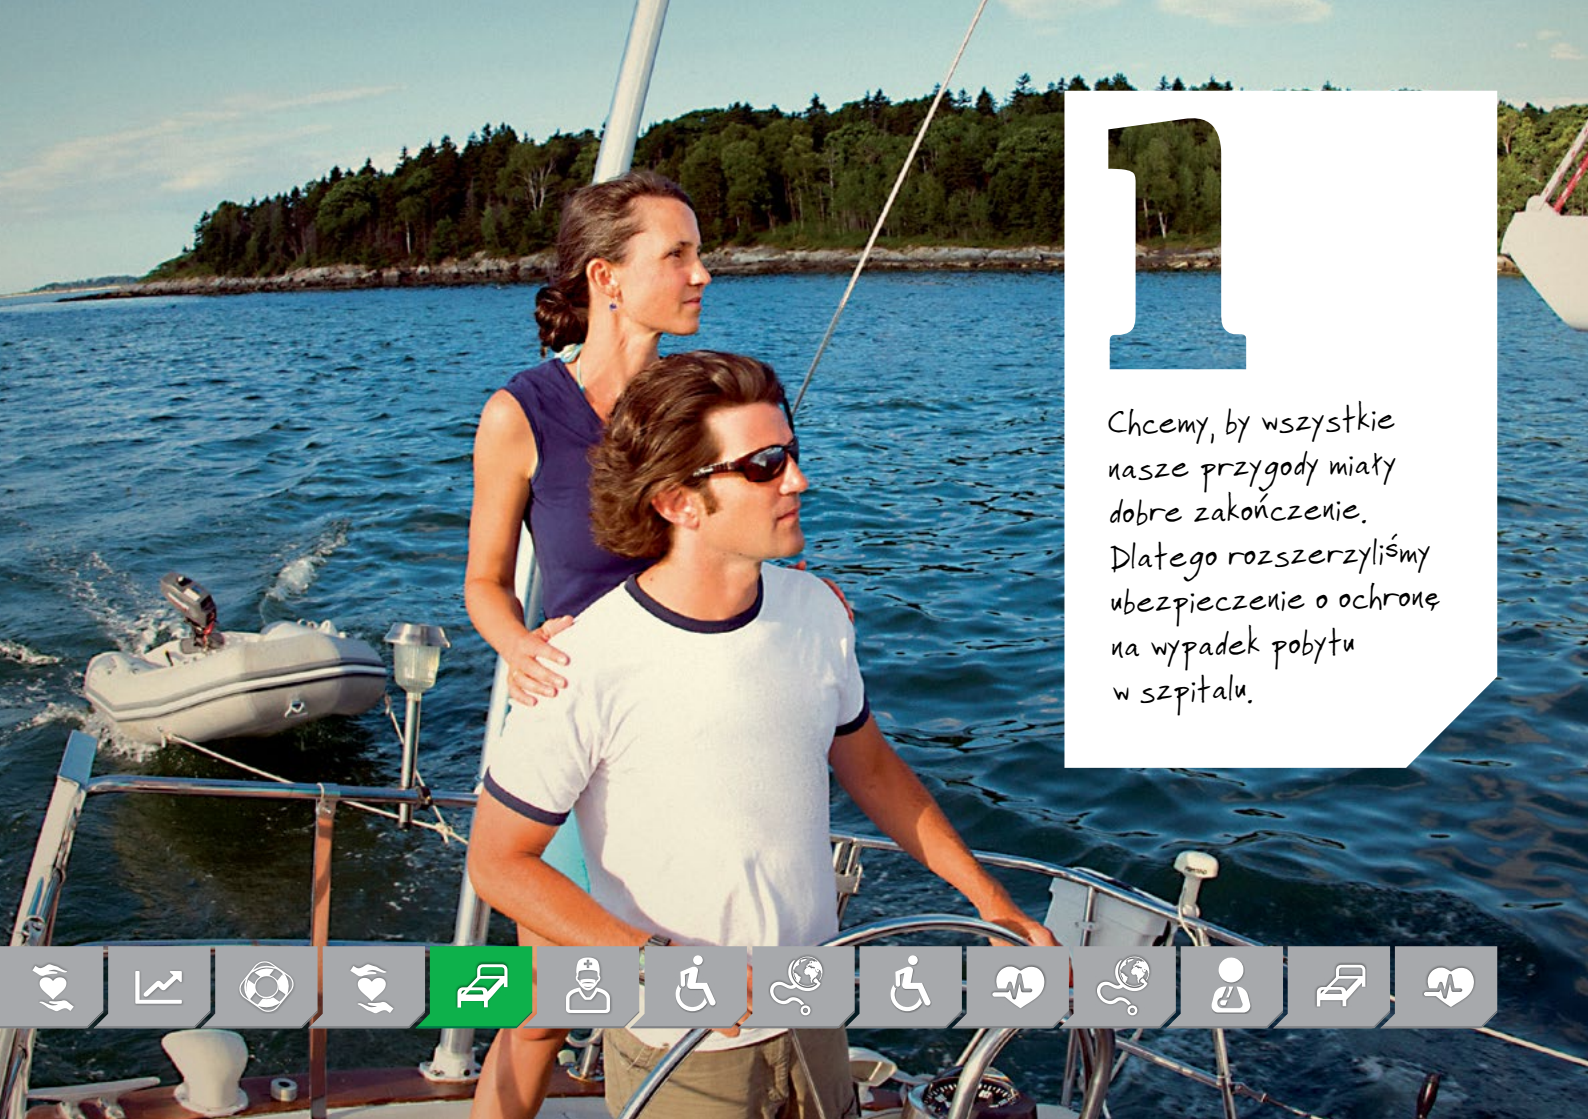 1
Chcemy, by wszystkie
nasze przygody miały
dobre zakończenie.
Dlatego rozszerzyliśmy
ubezpieczenie o ochronę
na wypadek pobytu
w szpitalu.